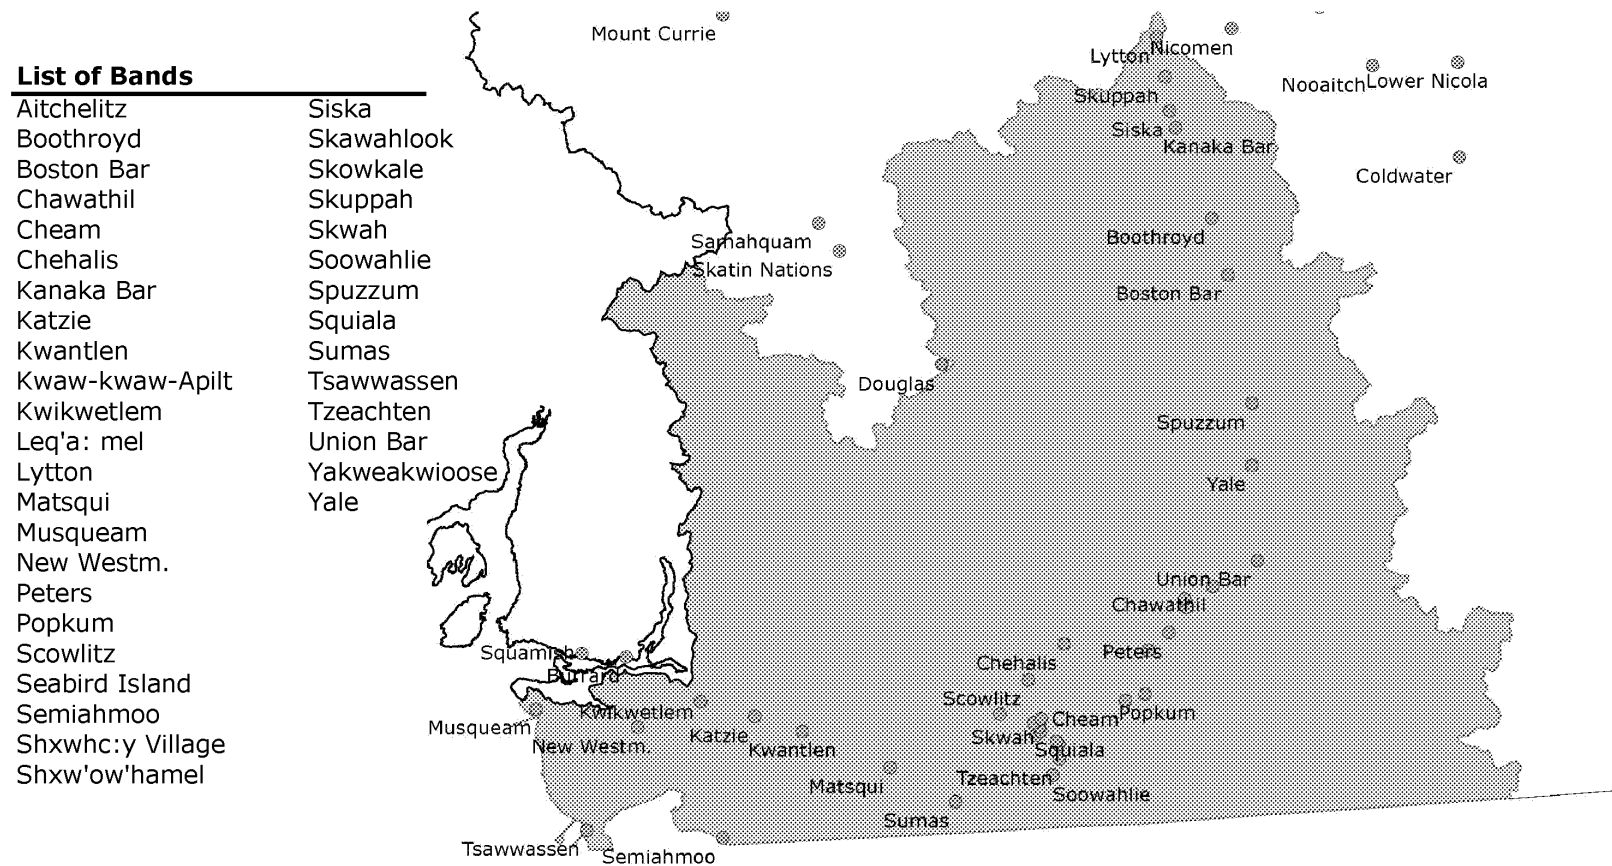 List of Bands
Aitchelitz
Boothroyd
Boston Bar
Chawathil
Cheam
Chehalis
Kanaka Bar
Katzie
Kwantlen
Kwaw-kwaw-Apilt
Kwikwetlem
Leq'a: mel
Lytton
Matsqui
Musqueam
New Westm.
Peters
Popkum
Scowlitz
Seabird Island
Semiahmoo
Shxwhc:y Village
Shxw'ow'hamel
Siska
Skawahlook
Skowkale
Skuppah
Skwah
Soowahlie
Spuzzum
Squiala
Sumas
Tsawwassen
Tzeachten
Union Bar
Yakweakwioose
Yale
Mount Currie
Nicomen
Lytton
Nooaitch
Lower Nicola
Skuppah
Siska
Kanaka Bar
Coldwater
Samahquam
Skatin Nations
Boothroyd
Boston Bar
Douglas
Spuzzum
Yale
Union Bar
Chawathil
Squamish
Burrard
Chehalis
Peters
Scowlitz
Kwikwetlem
Musqueam
New Westm.
Katzie
Kwantlen
Cheam
Popkum
Skwah
Squiala
Matsqui
Tzeachten
Soowahlie
Sumas
Tsawwassen
Semiahmoo